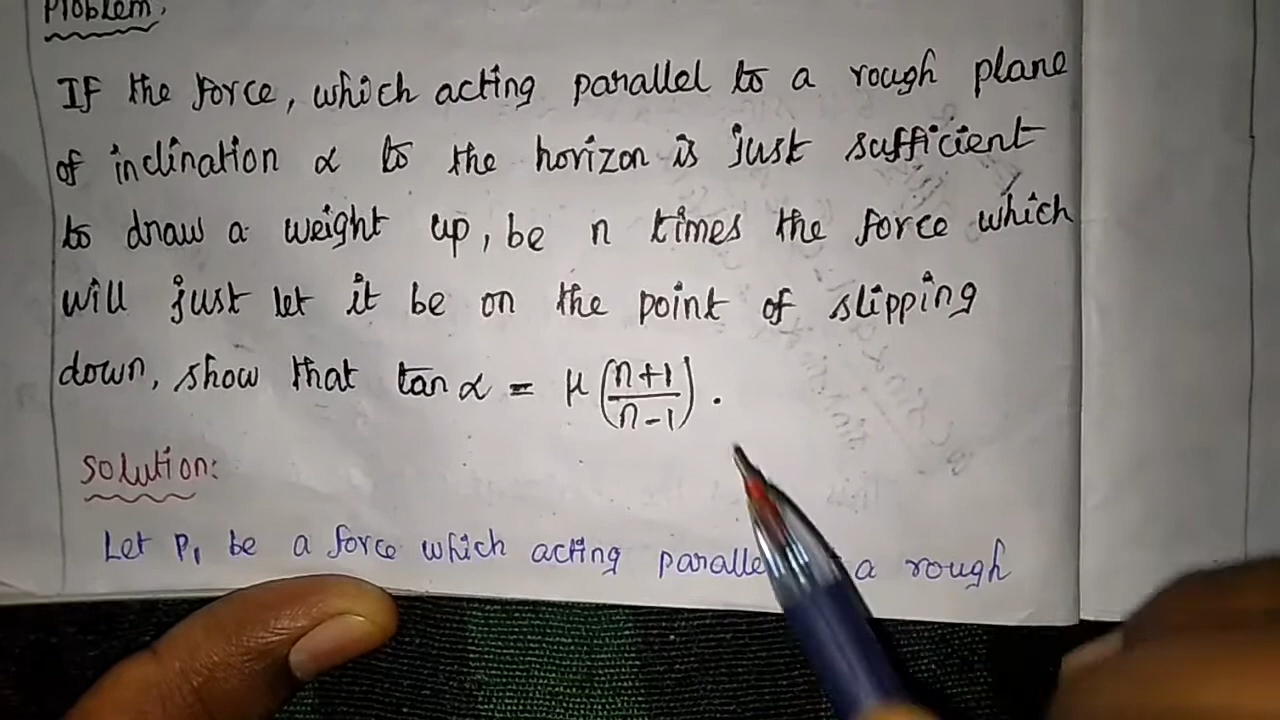 Problem.
If the force, which acting parallel to a rough plane
of inclination α to the horizon is just sufficient
to draw a weight up, be n times the force which
will just let it be on the point of slipping
down, show that tan α = μ (n+1/n-1).
Solution:
Let P₁ be a force which acting paralle a rough